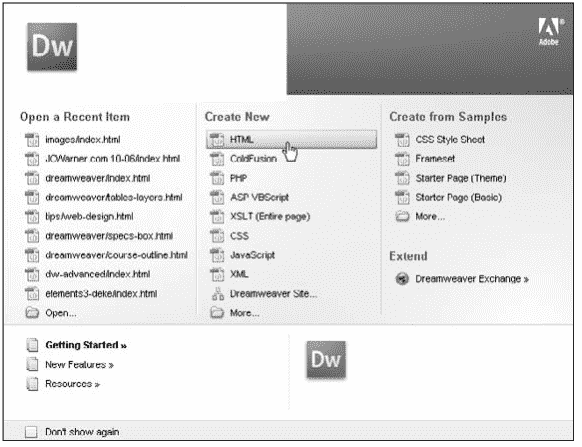 Dw
Adobe
Open a Recent Item
images/index.html
JCWarner.com 10-06/index.html
dreamweaver/index.html
dreamweaver/tables-layers.html
tips/web-design.html
dreamweaver/specs-box.html
dreamweaver/course-outline.html
dw-advanced/index.html
elements3-deke/index.html
Open...
Create New
HTML
ColdFusion
PHP
ASP VBScript
XSLT (Entire page)
CSS
JavaScript
XML
Dreamweaver Site...
More...
Create from Samples
CSS Style Sheet
Frameset
Starter Page (Theme)
Starter Page (Basic)
More...
Extend
Dreamweaver Exchange »
Getting Started »
New Features »
Resources »
Dw
Don't show again